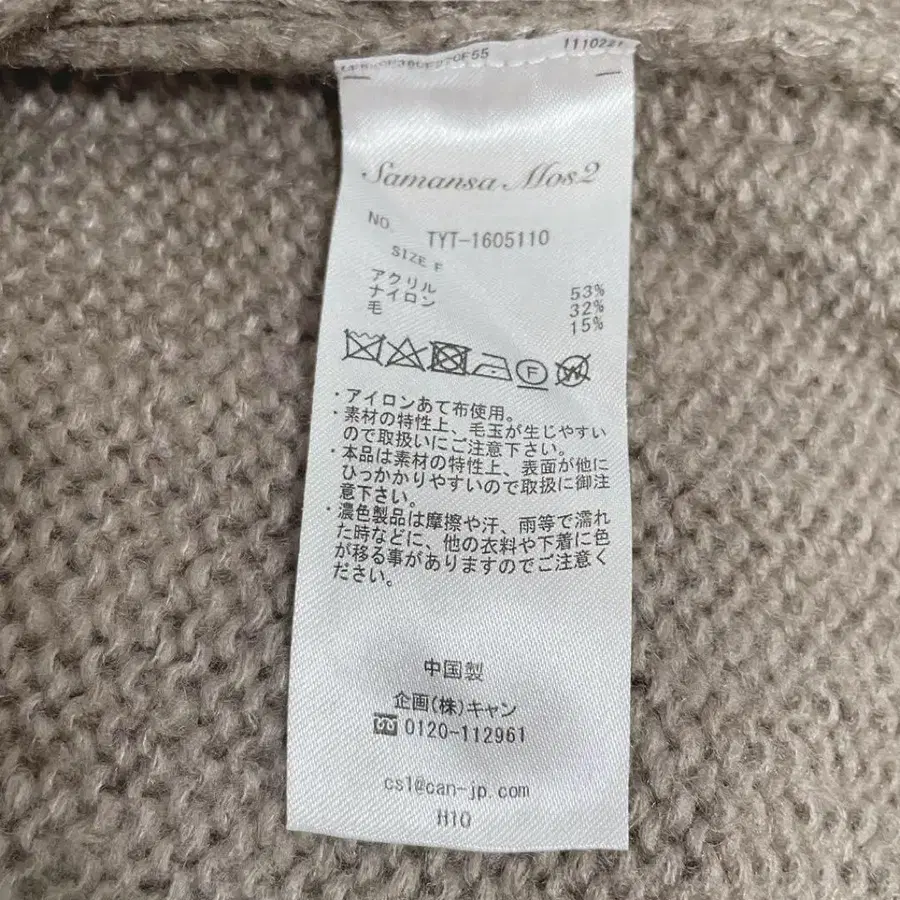 1110221
Samansa Mos2
NO. TYT-1605110
SIZE F
アクリル 53%
ナイロン 32%
毛 15%
F W
・アイロンあて布使用。
・素材の特性上、毛玉が生じやすい
ので取扱いにご注意下さい。
・本品は素材の特性上、表面が他に
ひっかかりやすいので取扱に御注
意下さい。
・濃色製品は摩擦や汗、雨等で濡れ
た時などに、他の衣料や下着に色
が移る事がありますのでご注意く
ださい。
中国製
企画(株)キャン
0120-112961
cs1@can-jp.com
H10